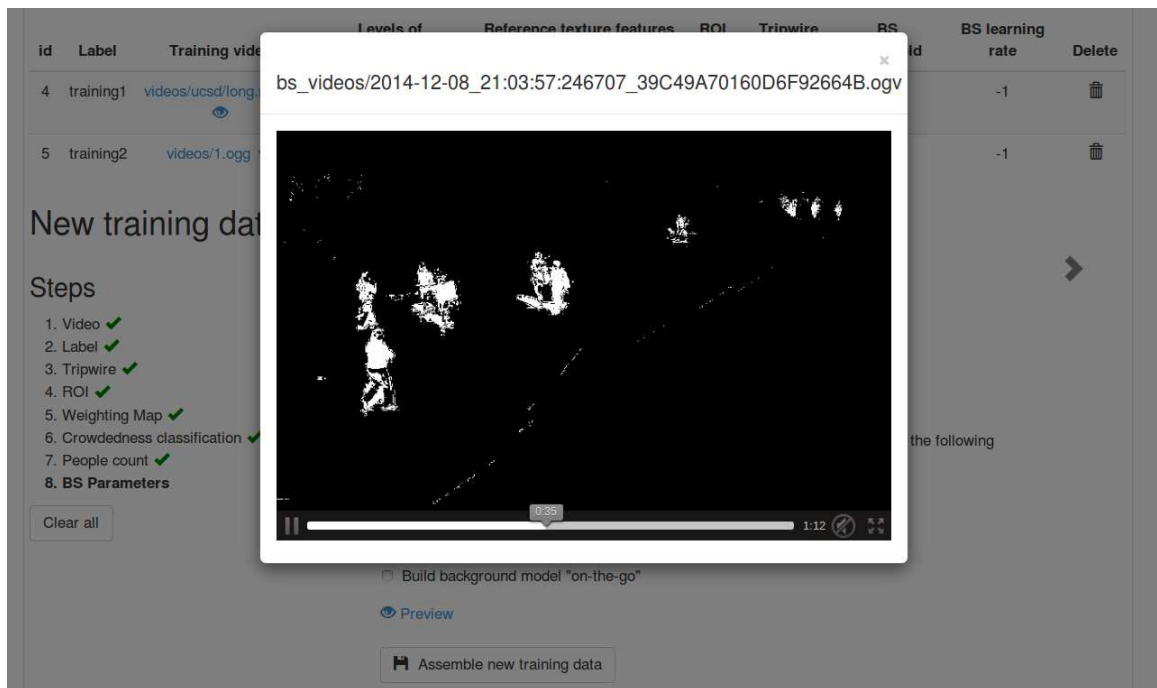 Levels of Reference texture features ROI Tripwire BS BS learning
id Label Training vide ld rate Delete
bs_videos/2014-12-08_21:03:57:246707_39C49A70160D6F92664B.ogv
×
4 training1 videos/ucsd/long. -1
5 training2 videos/1.ogg -1
New training dat
Steps
1. Video
2. Label
3. Tripwire
4. ROI
5. Weighting Map
6. Crowdedness classification
7. People count
8. BS Parameters
the following
Clear all
0:35
1:12
Build background model "on-the-go"
Preview
Assemble new training data